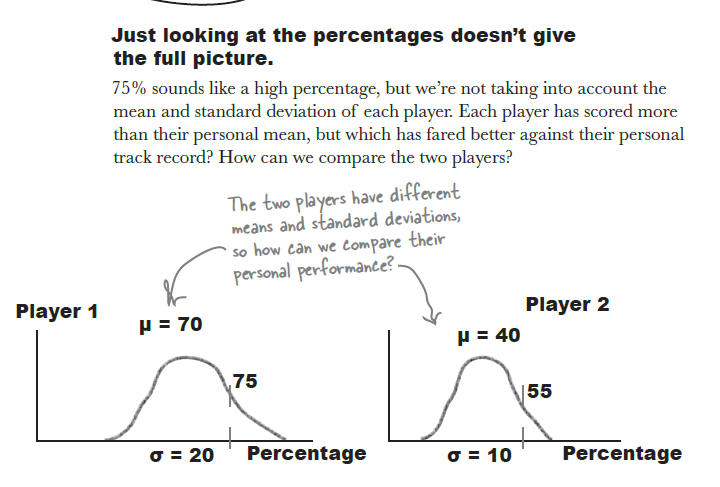 Just looking at the percentages doesn’t give
the full picture.
75% sounds like a high percentage, but we’re not taking into account the
mean and standard deviation of each player. Each player has scored more
than their personal mean, but which has fared better against their personal
track record? How can we compare the two players?
The two players have different
means and standard deviations,
so how can we compare their
personal performance?
Player 1
μ = 70
75
σ = 20
Percentage
Player 2
μ = 40
55
σ = 10
Percentage